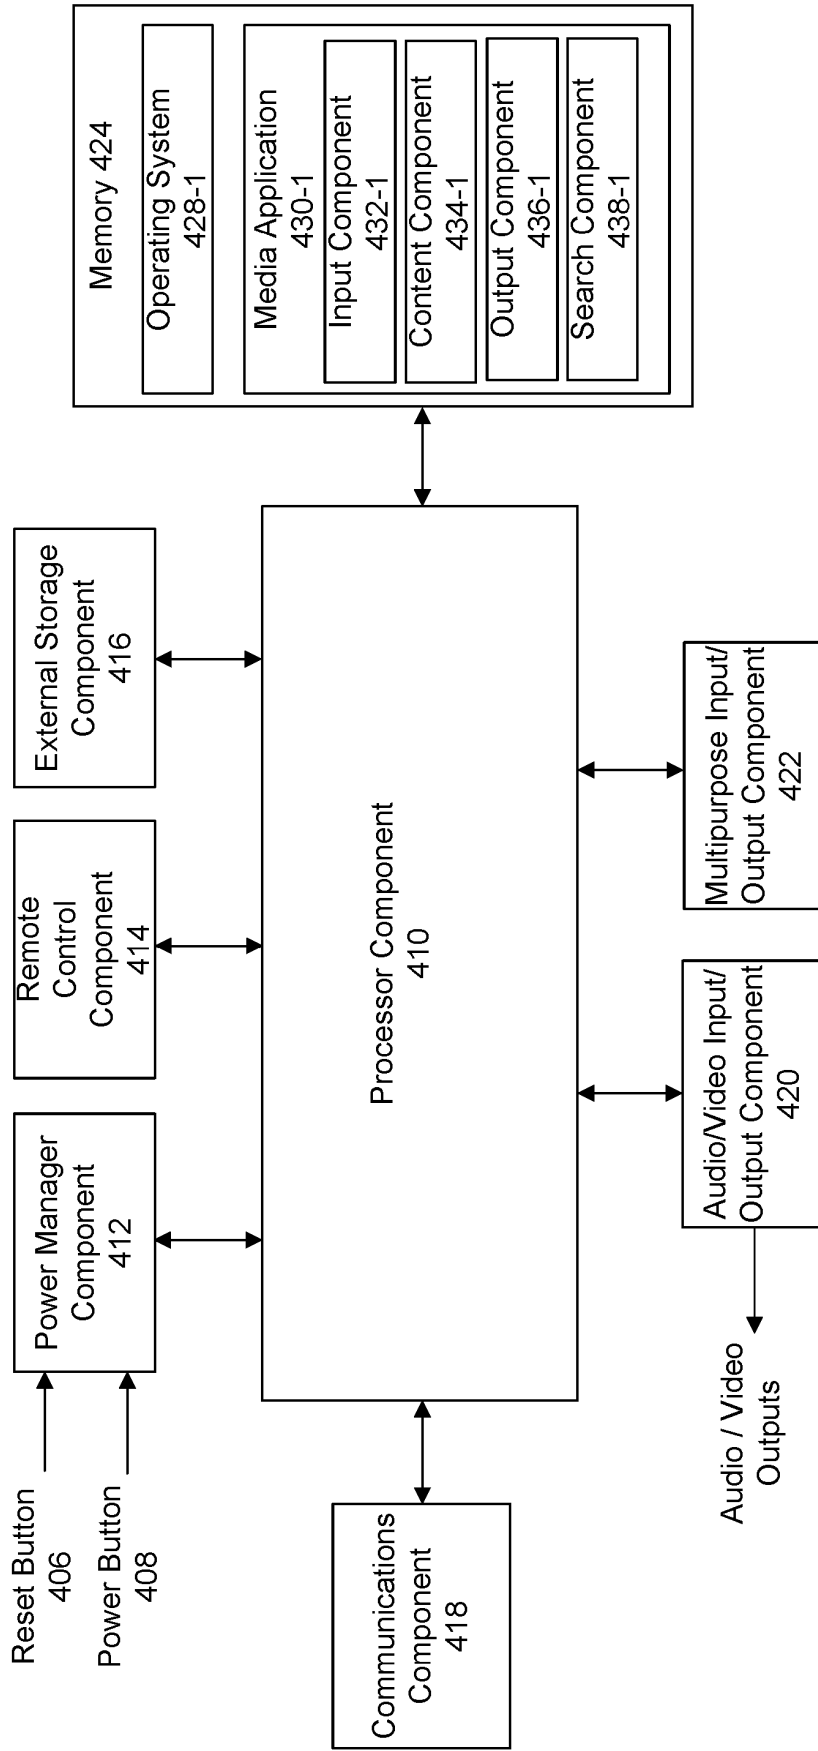 Reset Button
406
Power Button
408
Power Manager
Component
412
Remote
Control
Component
414
External Storage
Component
416
Communications
Component
418
Processor Component
410
Audio / Video
Outputs
Audio/Video Input/
Output Component
420
Multipurpose Input/
Output Component
422
Memory 424
Operating System
428-1
Media Application
430-1
Input Component
432-1
Content Component
434-1
Output Component
436-1
Search Component
438-1